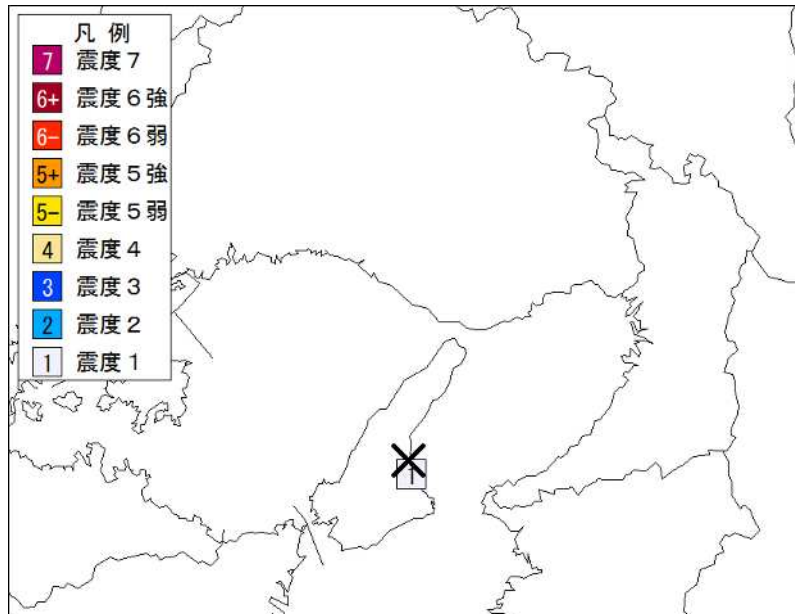 凡 例
7 震度７
6+ 震度６強
6- 震度６弱
5+ 震度５強
5- 震度５弱
4 震度４
3 震度３
2 震度２
1 震度１
1